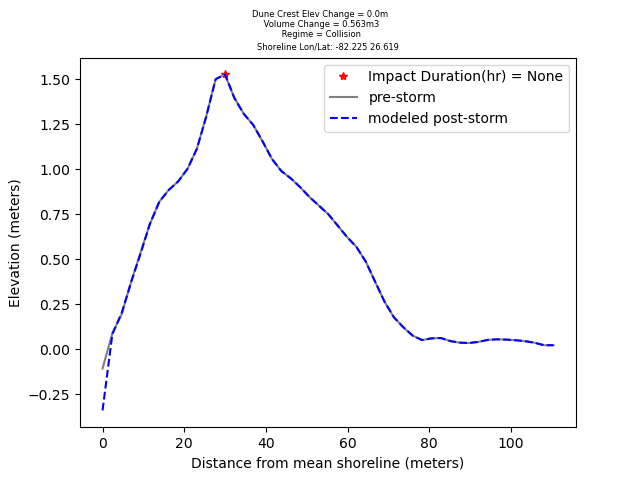 Dune Crest Elev Change = 0.0m
Volume Change = 0.563m3
Regime = Collision
Shoreline Lon/Lat: -82.225 26.619
Impact Duration(hr) = None
pre-storm
modeled post-storm
1.50
1.25
1.00
0.75
0.50
0.25
0.00
−0.25
Elevation (meters)
0 20 40 60 80 100
Distance from mean shoreline (meters)